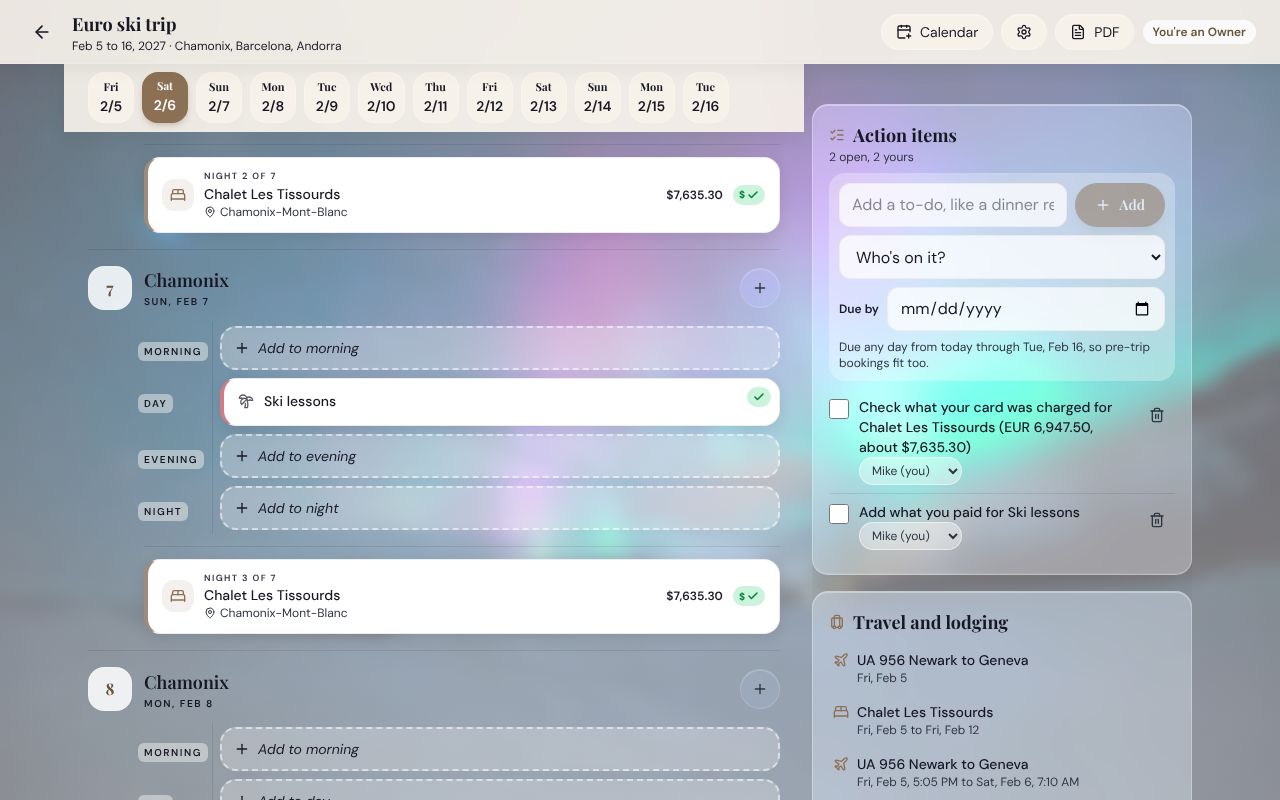 Euro ski trip
Feb 5 to 16, 2027 · Chamonix, Barcelona, Andorra
Calendar
PDF
You're an Owner
Fri 2/5
Sat 2/6
Sun 2/7
Mon 2/8
Tue 2/9
Wed 2/10
Thu 2/11
Fri 2/12
Sat 2/13
Sun 2/14
Mon 2/15
Tue 2/16
NIGHT 2 OF 7
Chalet Les Tissourds
Chamonix-Mont-Blanc
$7,635.30
$
7
Chamonix
SUN, FEB 7
MORNING
Add to morning
DAY
Ski lessons
EVENING
Add to evening
NIGHT
Add to night
NIGHT 3 OF 7
Chalet Les Tissourds
Chamonix-Mont-Blanc
$7,635.30
$
8
Chamonix
MON, FEB 8
MORNING
Add to morning
Action items
2 open, 2 yours
Add a to-do, like a dinner re
Add
Who's on it?
Due by
mm/dd/yyyy
Due any day from today through Tue, Feb 16, so pre-trip
bookings fit too.
Check what your card was charged for
Chalet Les Tissourds (EUR 6,947.50,
about $7,635.30)
Mike (you)
Add what you paid for Ski lessons
Mike (you)
Travel and lodging
UA 956 Newark to Geneva
Fri, Feb 5
Chalet Les Tissourds
Fri, Feb 5 to Fri, Feb 12
UA 956 Newark to Geneva
Fri, Feb 5, 5:05 PM to Sat, Feb 6, 7:10 AM